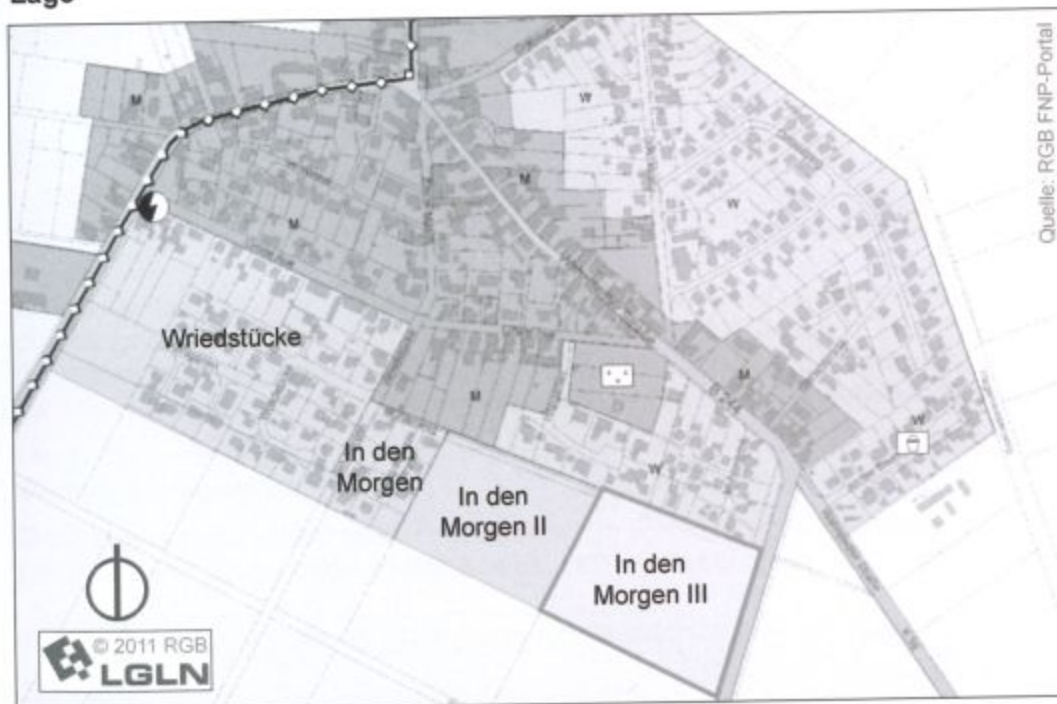 Lage
M
W
M
W
M
Wriedstücke
M
M
W
W
In den
Morgen
In den
Morgen II
In den
Morgen III
© 2011 RGB
LGLN
Quelle: RGB FNP-Portal